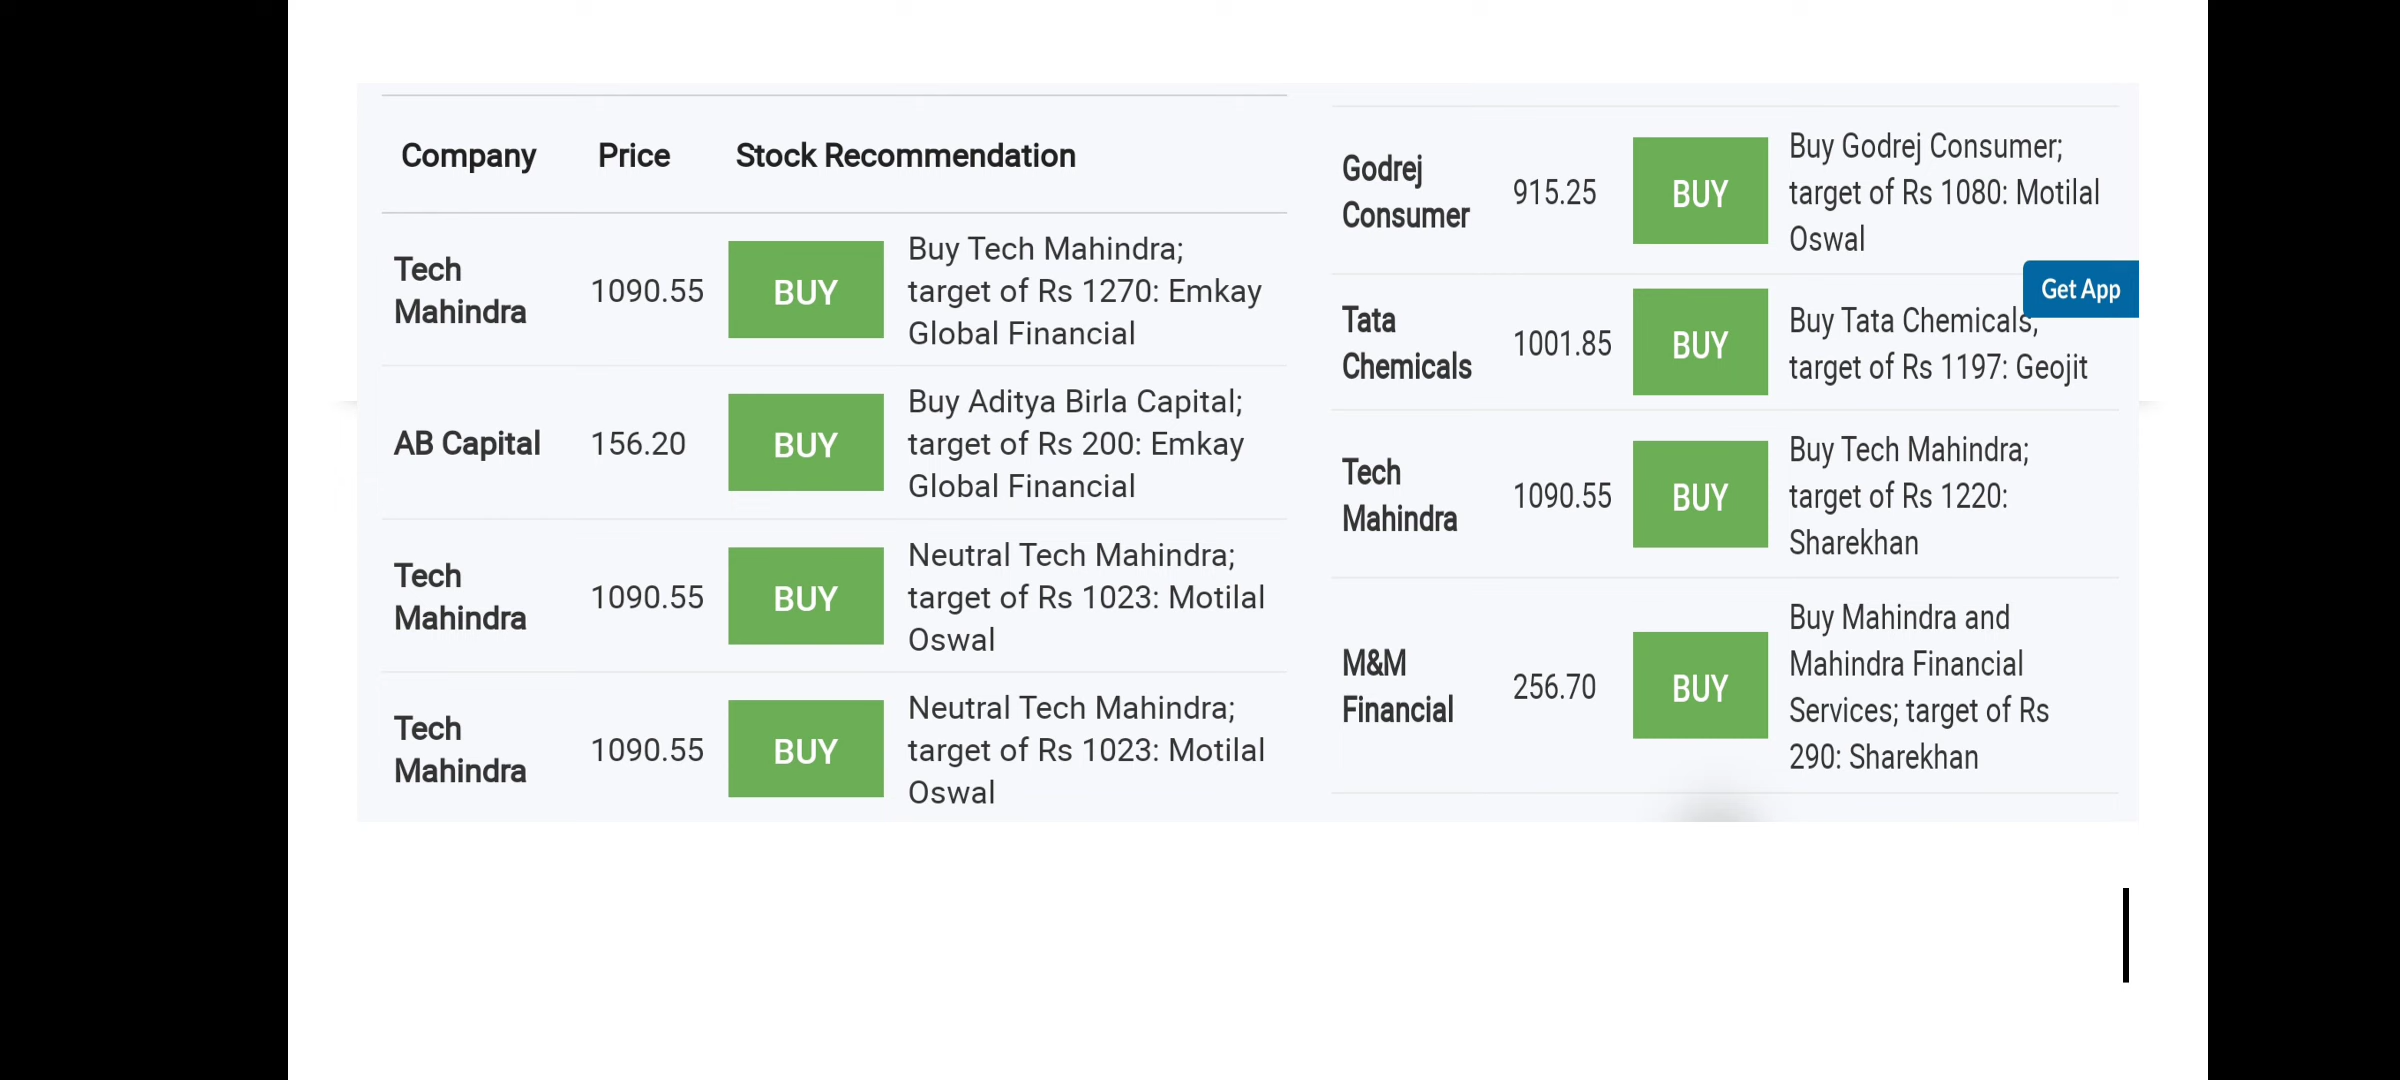 Company Price Stock Recommendation
Tech
Mahindra
1090.55
BUY
Buy Tech Mahindra;
target of Rs 1270: Emkay
Global Financial
AB Capital
156.20
BUY
Buy Aditya Birla Capital;
target of Rs 200: Emkay
Global Financial
Tech
Mahindra
1090.55
BUY
Neutral Tech Mahindra;
target of Rs 1023: Motilal
Oswal
Tech
Mahindra
1090.55
BUY
Neutral Tech Mahindra;
target of Rs 1023: Motilal
Oswal
Godrej
Consumer
915.25
BUY
Buy Godrej Consumer;
target of Rs 1080: Motilal
Oswal
Get App
Tata
Chemicals
1001.85
BUY
Buy Tata Chemicals;
target of Rs 1197: Geojit
Tech
Mahindra
1090.55
BUY
Buy Tech Mahindra;
target of Rs 1220:
Sharekhan
M&M
Financial
256.70
BUY
Buy Mahindra and
Mahindra Financial
Services; target of Rs
290: Sharekhan